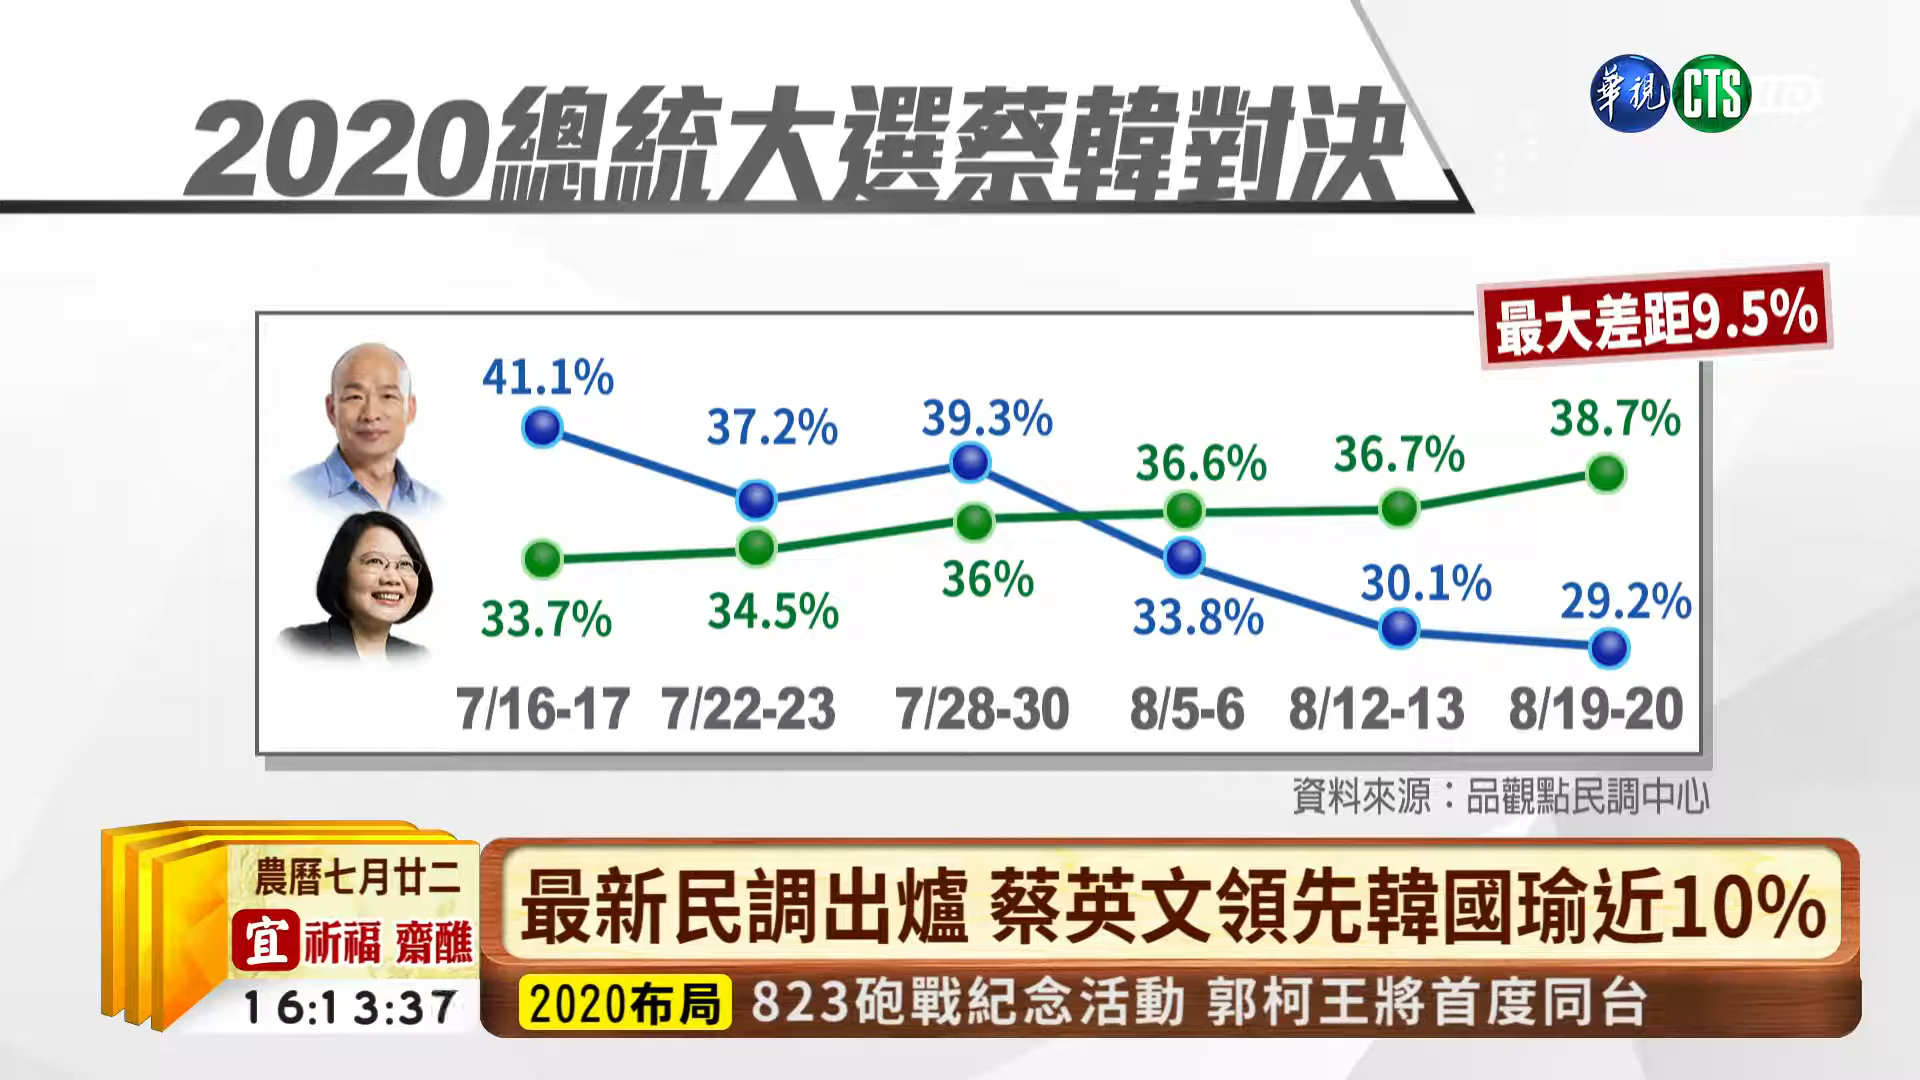 2020總統大選蔡韓對決
華視 CTS
最大差距9.5%
41.1%
37.2%
39.3%
36.6%
36.7%
38.7%
33.7%
34.5%
36%
33.8%
30.1%
29.2%
7/16-17 7/22-23 7/28-30 8/5-6 8/12-13 8/19-20
資料來源：品觀點民調中心
農曆七月廿二
宜 祈福 齋醮
16:13:37
最新民調出爐 蔡英文領先韓國瑜近10%
2020布局 823砲戰紀念活動 郭柯王將首度同台